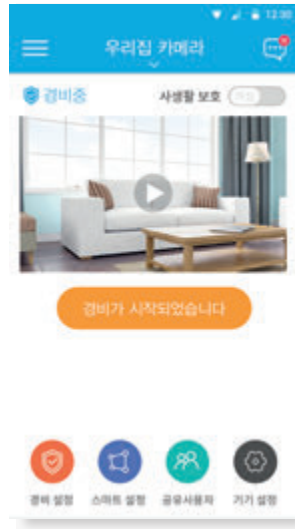 12:30
우리집 카메라
경비중
사생활 보호
경비가 시작되었습니다
경비 설정 스마트 설정 공유사용자 기기 설정